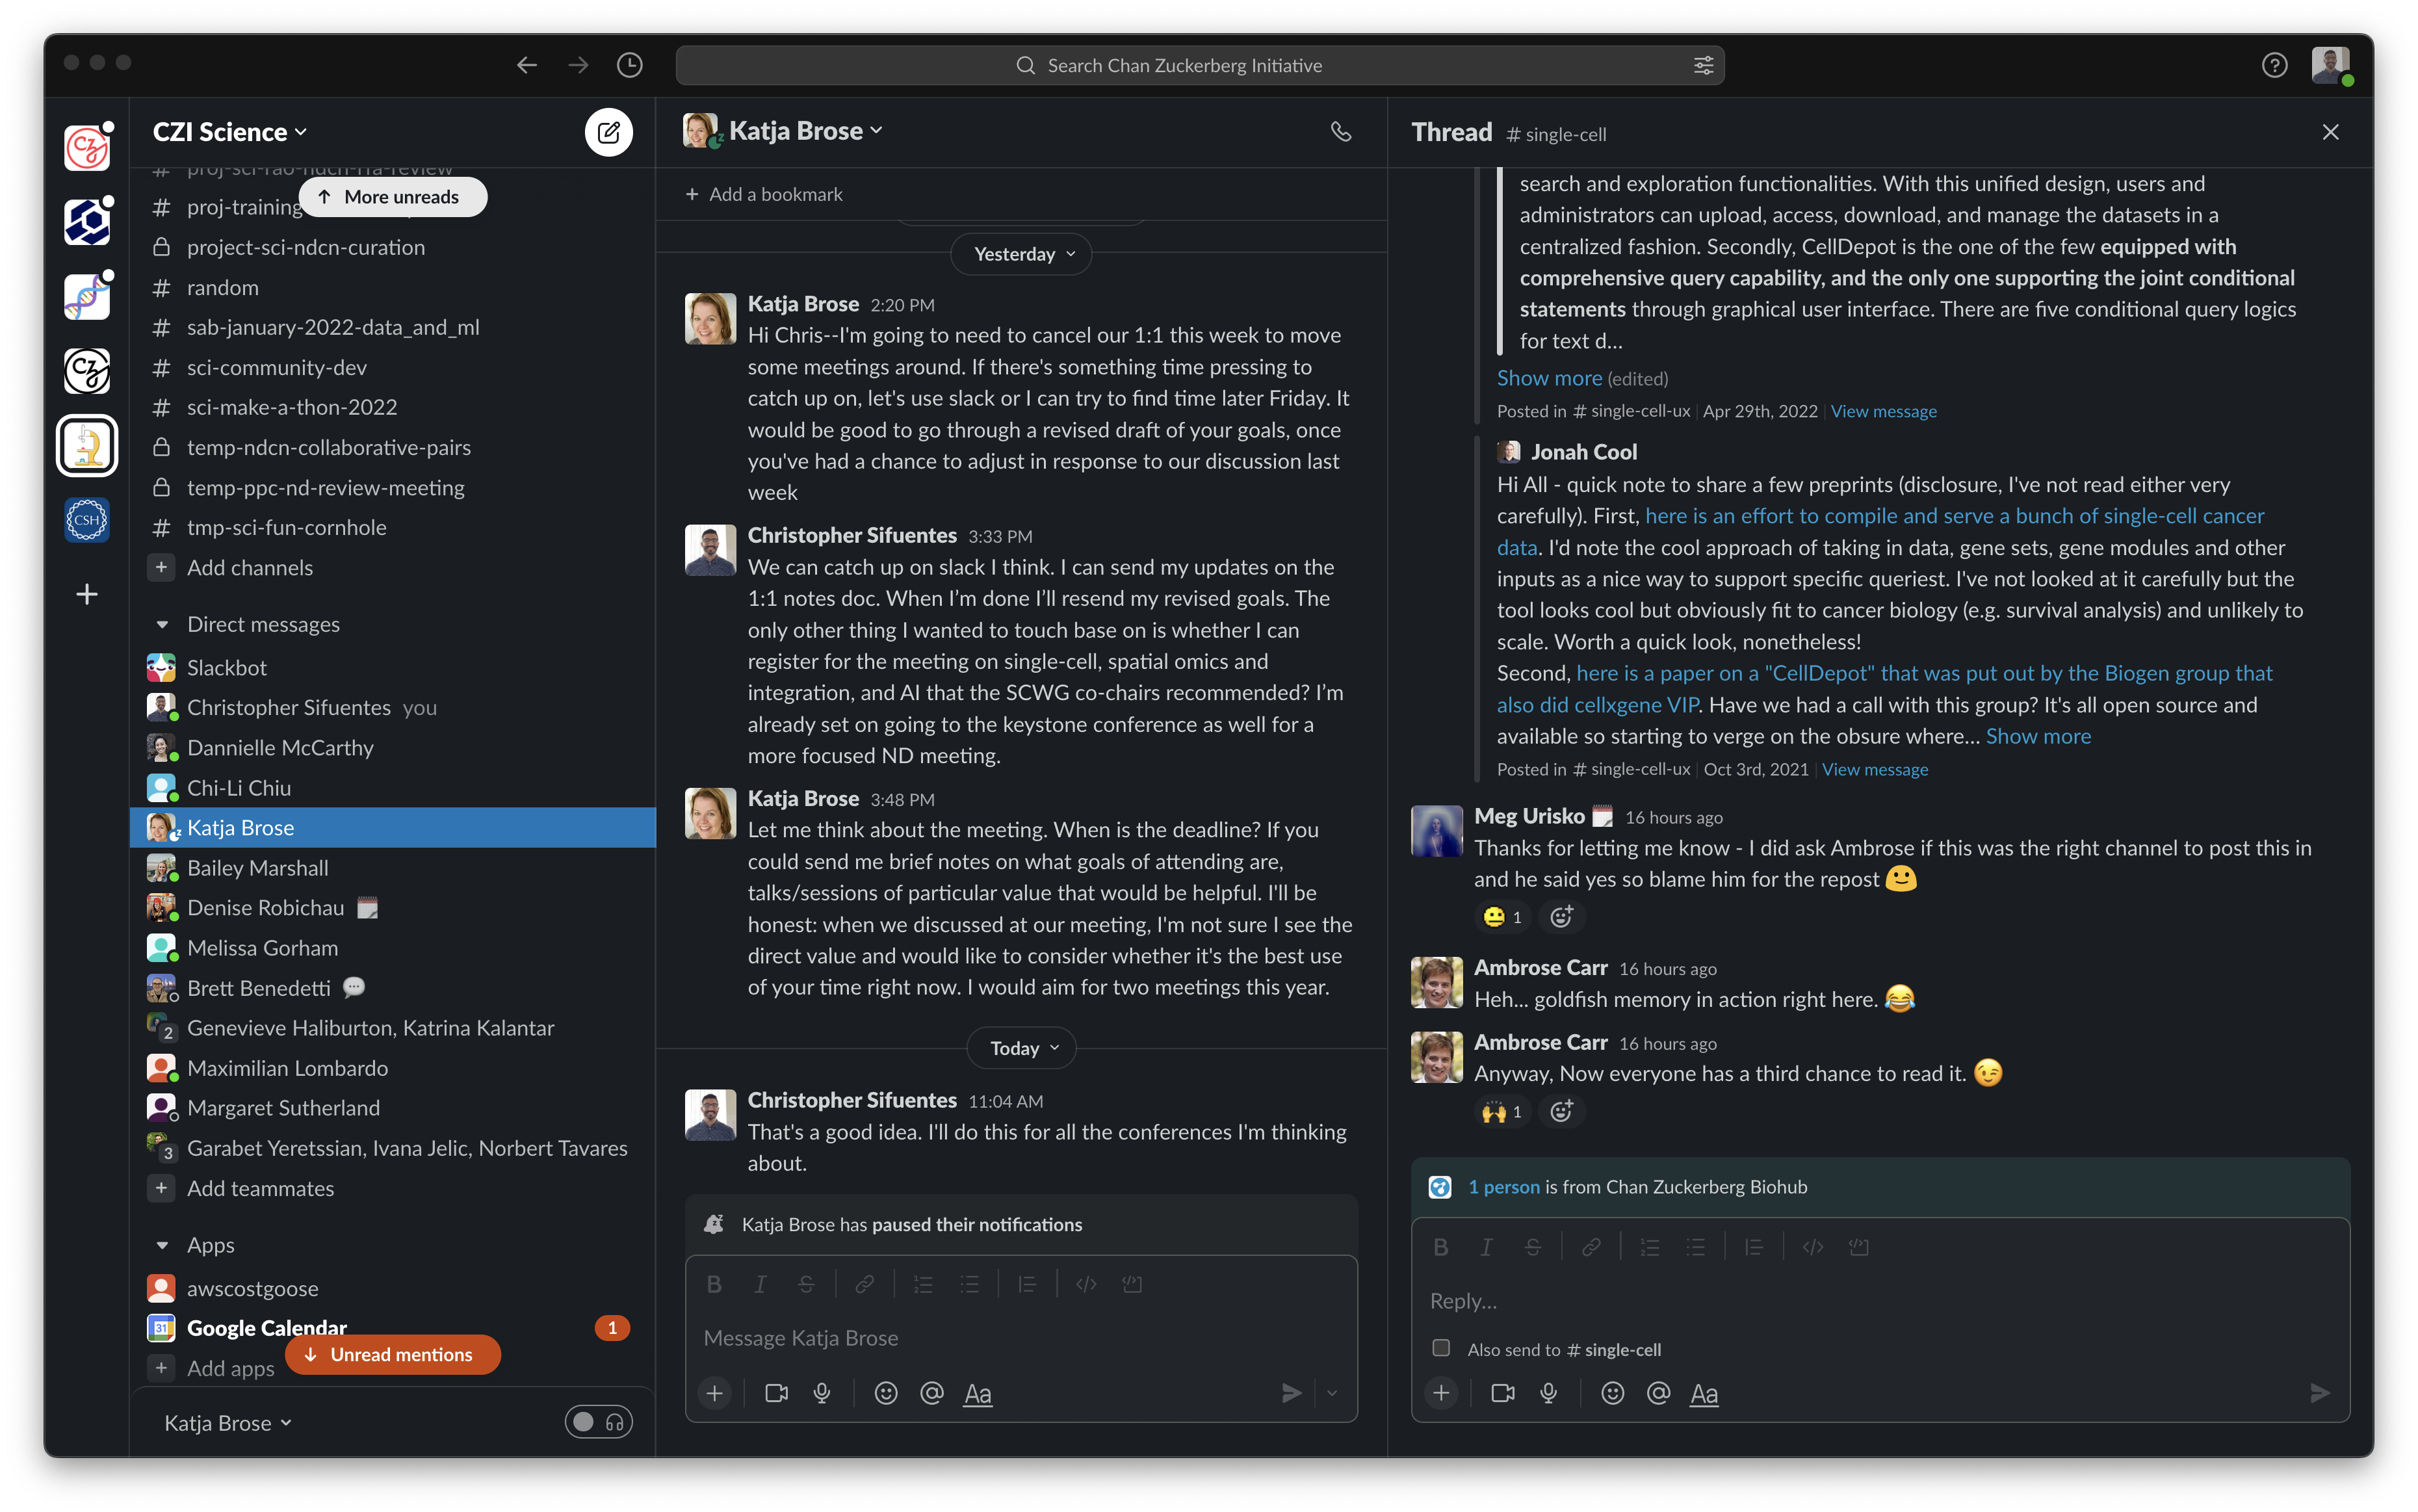 Search Chan Zuckerberg Initiative
CZI Science
proj-sci-rao-ndcn-rfa-review
More unreads
# proj-training
project-sci-ndcn-curation
# random
# sab-january-2022-data_and_ml
# sci-community-dev
# sci-make-a-thon-2022
temp-ndcn-collaborative-pairs
temp-ppc-nd-review-meeting
# tmp-sci-fun-cornhole
+ Add channels
Direct messages
Slackbot
Christopher Sifuentes you
Dannielle McCarthy
Chi-Li Chiu
Katja Brose
Bailey Marshall
Denise Robichau
Melissa Gorham
Brett Benedetti
2 Genevieve Haliburton, Katrina Kalantar
Maximilian Lombardo
Margaret Sutherland
3 Garabet Yeretssian, Ivana Jelic, Norbert Tavares
+ Add teammates
Apps
awscostgoose
31 Google Calendar 1
+ Add apps
Unread mentions
Katja Brose
CZ
CZ
CSH
Katja Brose
+ Add a bookmark
Yesterday
Katja Brose 2:20 PM
Hi Chris--I'm going to need to cancel our 1:1 this week to move
some meetings around. If there's something time pressing to
catch up on, let's use slack or I can try to find time later Friday. It
would be good to go through a revised draft of your goals, once
you've had a chance to adjust in response to our discussion last
week
Christopher Sifuentes 3:33 PM
We can catch up on slack I think. I can send my updates on the
1:1 notes doc. When I’m done I’ll resend my revised goals. The
only other thing I wanted to touch base on is whether I can
register for the meeting on single-cell, spatial omics and
integration, and AI that the SCWG co-chairs recommended? I’m
already set on going to the keystone conference as well for a
more focused ND meeting.
Katja Brose 3:48 PM
Let me think about the meeting. When is the deadline? If you
could send me brief notes on what goals of attending are,
talks/sessions of particular value that would be helpful. I'll be
honest: when we discussed at our meeting, I'm not sure I see the
direct value and would like to consider whether it's the best use
of your time right now. I would aim for two meetings this year.
Today
Christopher Sifuentes 11:04 AM
That's a good idea. I'll do this for all the conferences I'm thinking
about.
Katja Brose has paused their notifications
B I S
Message Katja Brose
+ @ Aa
Thread # single-cell
search and exploration functionalities. With this unified design, users and
administrators can upload, access, download, and manage the datasets in a
centralized fashion. Secondly, CellDepot is the one of the few equipped with
comprehensive query capability, and the only one supporting the joint conditional
statements through graphical user interface. There are five conditional query logics
for text d...
Show more (edited)
Posted in # single-cell-ux | Apr 29th, 2022 | View message
Jonah Cool
Hi All - quick note to share a few preprints (disclosure, I've not read either very
carefully). First, here is an effort to compile and serve a bunch of single-cell cancer
data. I'd note the cool approach of taking in data, gene sets, gene modules and other
inputs as a nice way to support specific queriest. I've not looked at it carefully but the
tool looks cool but obviously fit to cancer biology (e.g. survival analysis) and unlikely to
scale. Worth a quick look, nonetheless!
Second, here is a paper on a "CellDepot" that was put out by the Biogen group that
also did cellxgene VIP. Have we had a call with this group? It's all open source and
available so starting to verge on the obsure where... Show more
Posted in # single-cell-ux | Oct 3rd, 2021 | View message
Meg Urisko 16 hours ago
Thanks for letting me know - I did ask Ambrose if this was the right channel to post this in
and he said yes so blame him for the repost 🙂
😐 1
Ambrose Carr 16 hours ago
Heh... goldfish memory in action right here. 😂
Ambrose Carr 16 hours ago
Anyway, Now everyone has a third chance to read it. 😉
🙌 1
1 person is from Chan Zuckerberg Biohub
B I S
Reply...
Also send to # single-cell
+ @ Aa